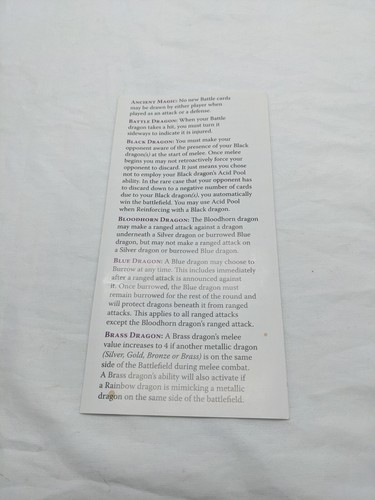 ANCIENT MAGIC: No new Battle cards
may be drawn by either player when
played as an attack or a defense.
BATTLE DRAGON: When your Battle
dragon takes a hit, you must turn it
sideways to indicate it is injured.
BLACK DRAGON: You must make your
opponent aware of the presence of your Black
dragon(s) at the start of melee. Once melee
begins you may not retroactively force your
opponent to discard. It just means you chose
not to employ your Black dragon's Acid Pool
ability. In the rare case that your opponent has
to discard down to a negative number of cards
due to your Black dragon(s), you automatically
win the battlefield. You may use Acid Pool
when Reinforcing with a Black dragon.
BLOODHORN DRAGON: The Bloodhorn dragon
may make a ranged attack against a dragon
underneath a Silver dragon or burrowed Blue
dragon, but may not make a ranged attack on
a Silver dragon or burrowed Blue dragon.
BLUE DRAGON: A Blue dragon may choose to
Burrow at any time. This includes immediately
after a ranged attack is announced against
it. Once burrowed, the Blue dragon must
remain burrowed for the rest of the round and
will protect dragons beneath it from ranged
attacks. This applies to all ranged attacks
except the Bloodhorn dragon's ranged attack.
BRASS DRAGON: A Brass dragon's melee
value increases to 4 if another metallic dragon
(Silver, Gold, Bronze or Brass) is on the same
side of the Battlefield during melee combat.
A Brass dragon's ability will also activate if
a Rainbow dragon is mimicking a metallic
dragon on the same side of the battlefield.